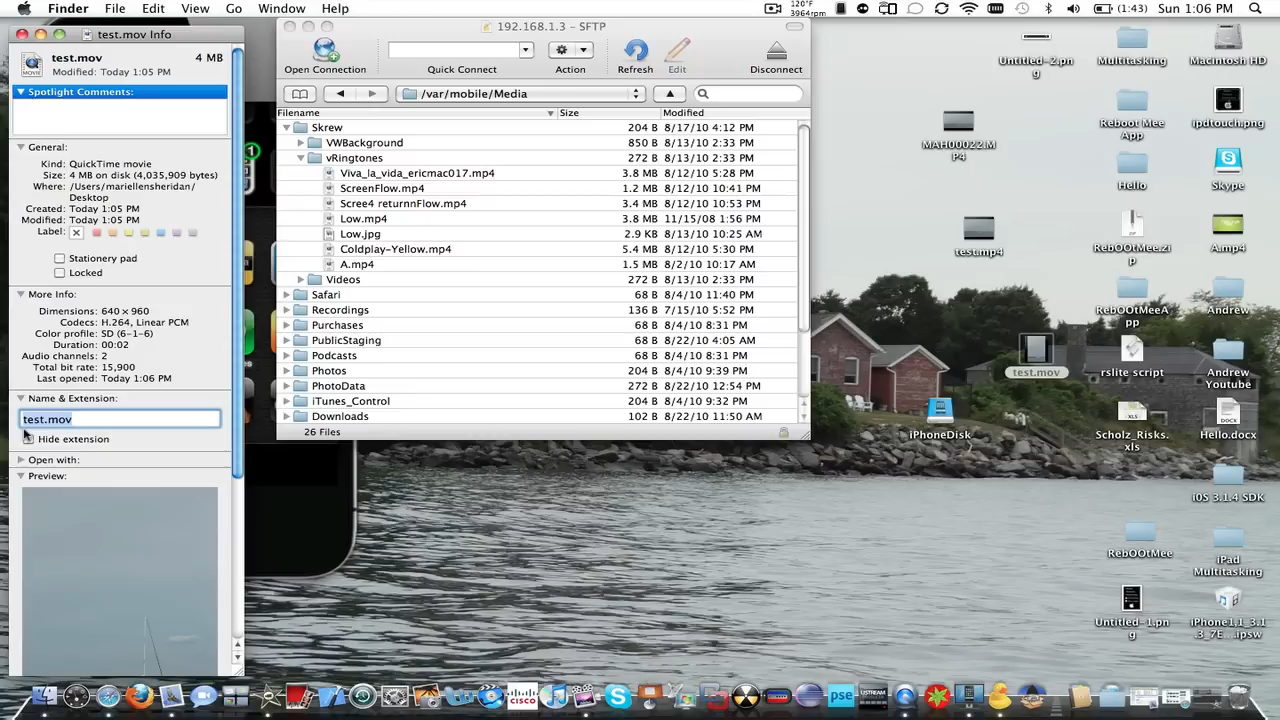 Finder File Edit View Go Window Help
120°F
3964rpm
(1:43) Sun 1:06 PM
test.mov Info
test.mov 4 MB
Modified: Today 1:05 PM
Spotlight Comments:
General:
Kind: QuickTime movie
Size: 4 MB on disk (4,035,909 bytes)
Where: /Users/mariellensheridan/
Desktop
Created: Today 1:05 PM
Modified: Today 1:05 PM
Label:
Stationery pad
Locked
More Info:
Dimensions: 640 × 960
Codecs: H.264, Linear PCM
Color profile: SD (6-1-6)
Duration: 00:02
Audio channels: 2
Total bit rate: 15,900
Last opened: Today 1:06 PM
Name & Extension:
test.mov
Hide extension
Open with:
Preview:
192.168.1.3 – SFTP
Open Connection
Quick Connect
Action
Refresh
Edit
Disconnect
/var/mobile/Media
Filename Size Modified
Skrew 204 B 8/17/10 4:12 PM
VWBackground 850 B 8/13/10 2:33 PM
vRingtones 272 B 8/13/10 2:33 PM
Viva_la_vida_ericmac017.mp4 3.8 MB 8/12/10 5:28 PM
ScreenFlow.mp4 1.2 MB 8/12/10 10:41 PM
Scree4 returnnFlow.mp4 3.4 MB 8/12/10 10:53 PM
Low.mp4 3.8 MB 11/15/08 1:56 PM
Low.jpg 2.9 KB 8/13/10 10:25 AM
Coldplay-Yellow.mp4 5.4 MB 8/12/10 5:30 PM
A.mp4 1.5 MB 8/2/10 10:17 AM
Videos 272 B 8/13/10 2:33 PM
Safari 68 B 8/4/10 11:40 PM
Recordings 136 B 7/15/10 5:52 PM
Purchases 68 B 8/4/10 8:31 PM
PublicStaging 68 B 8/22/10 4:05 AM
Podcasts 68 B 8/4/10 8:31 PM
Photos 204 B 8/4/10 9:39 PM
PhotoData 272 B 8/22/10 12:54 PM
iTunes_Control 204 B 8/4/10 9:32 PM
Downloads 102 B 8/22/10 11:50 AM
26 Files
Untitled-2.pn
g
Multitasking
Macintosh HD
MAH00022.M
P4
Reboot Mee
App
ipdtouch.png
Hello
Skype
test.mp4
RebOOtMee.zi
p
A.mp4
RebOOtMeeA
pp
Andrew
test.mov
rslite script
Andrew
Youtube
iPhoneDisk
Scholz_Risks.
xls
Hello.docx
iOS 3.1.4 SDK
RebOOtMee
iPad
Multitasking
Untitled-1.pn
g
iPhone1,1_3.1
3_7E....ipsw
cisco
pse
USTREAM